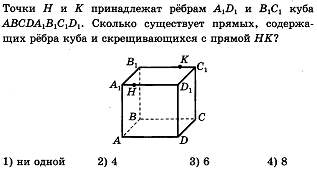 Точки H и K принадлежат рёбрам A₁D₁ и B₁C₁ куба
ABCDA₁B₁C₁D₁. Сколько существует прямых, содержа-
щих рёбра куба и скрещивающихся с прямой HK?
B₁ K C₁
A₁ H D₁
B C
A D
1) ни одной 2) 4 3) 6 4) 8